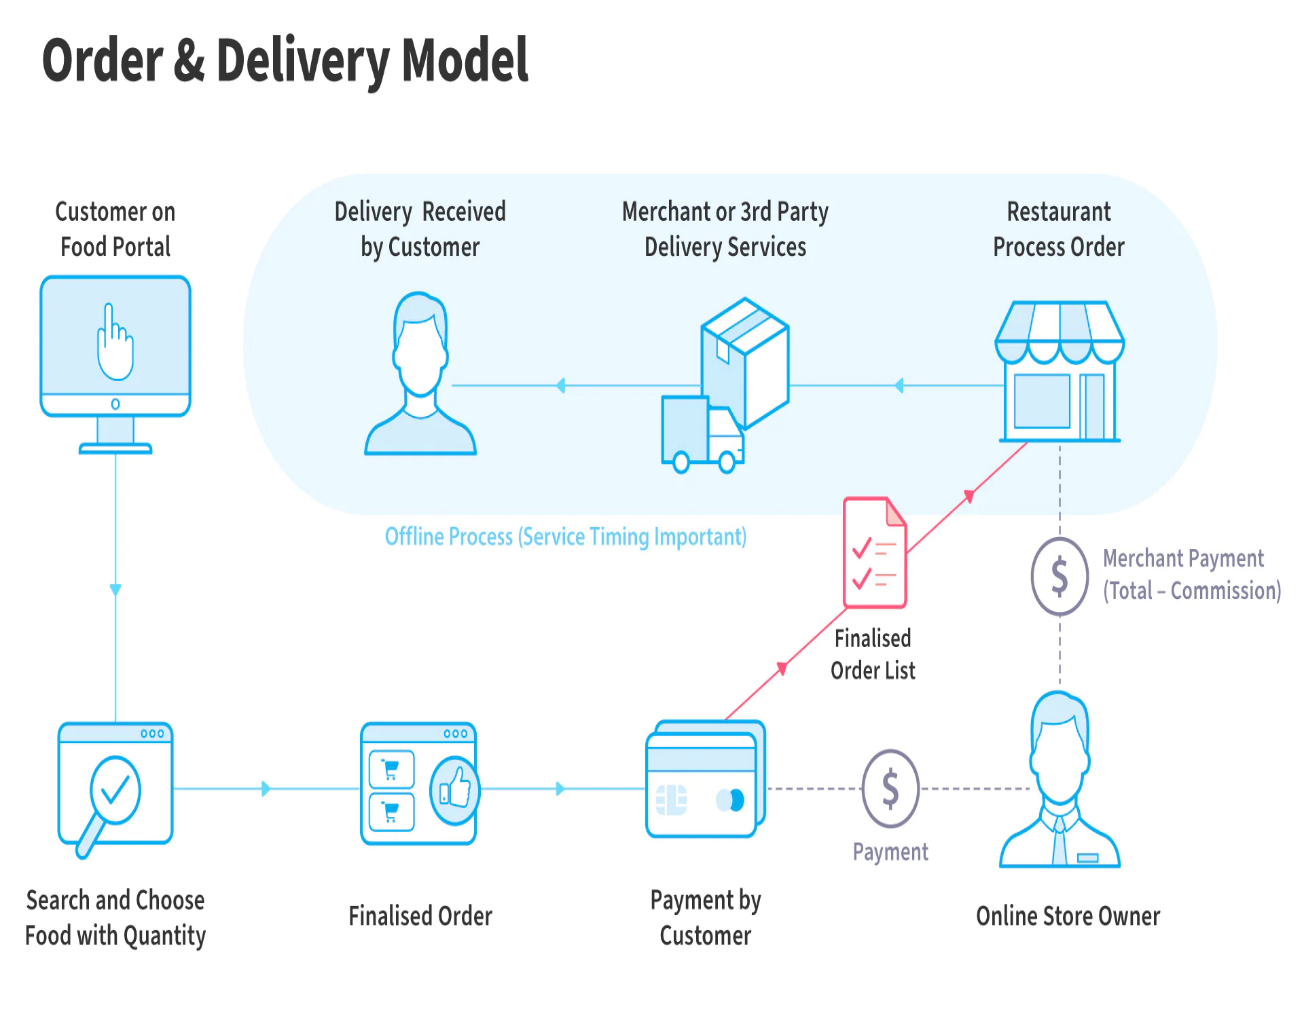 Order & Delivery Model
Customer on
Food Portal
Delivery Received
by Customer
Merchant or 3rd Party
Delivery Services
Restaurant
Process Order
Offline Process (Service Timing Important)
$
Merchant Payment
(Total – Commission)
Finalised
Order List
$
Payment
Search and Choose
Food with Quantity
Finalised Order
Payment by
Customer
Online Store Owner